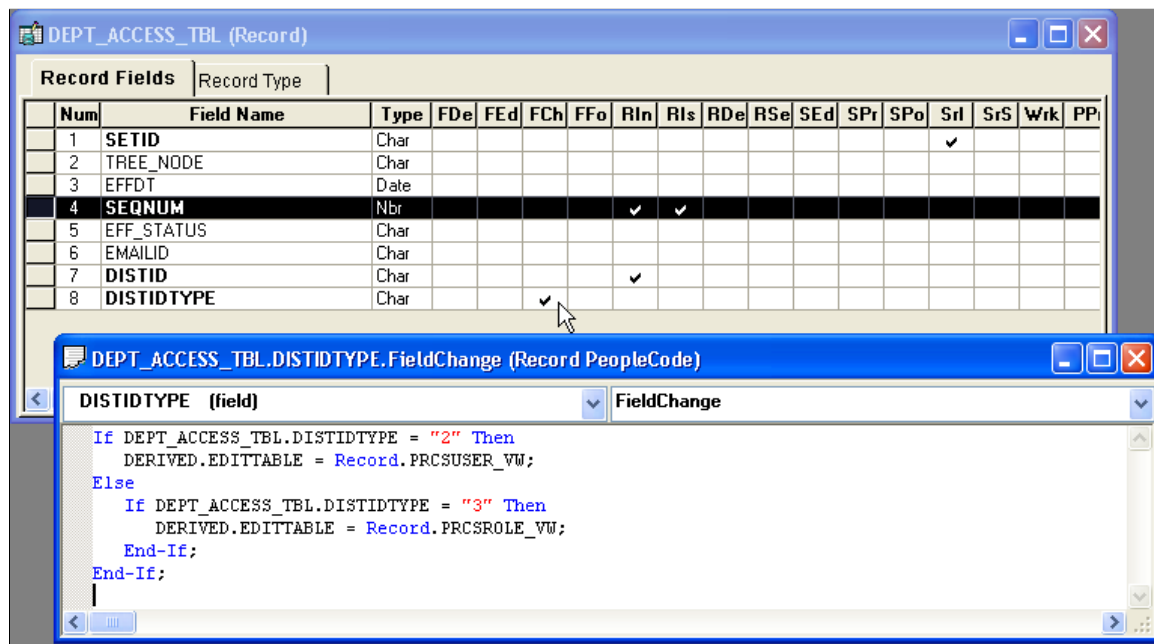 DEPT_ACCESS_TBL (Record)
Record Fields Record Type
Num Field Name Type FDe FEd FCh FFo RIn RIs RDe RSe SEd SPr SPo SrI SrS Wrk PPr
1 SETID Char
2 TREE_NODE Char
3 EFFDT Date
4 SEQNUM Nbr
5 EFF_STATUS Char
6 EMAILID Char
7 DISTID Char
8 DISTIDTYPE Char
DEPT_ACCESS_TBL.DISTIDTYPE.FieldChange (Record PeopleCode)
DISTIDTYPE (field) FieldChange
If DEPT_ACCESS_TBL.DISTIDTYPE = "2" Then
DERIVED.EDITTABLE = Record.PRCSUSER_VW;
Else
If DEPT_ACCESS_TBL.DISTIDTYPE = "3" Then
DERIVED.EDITTABLE = Record.PRCSROLE_VW;
End-If;
End-If;